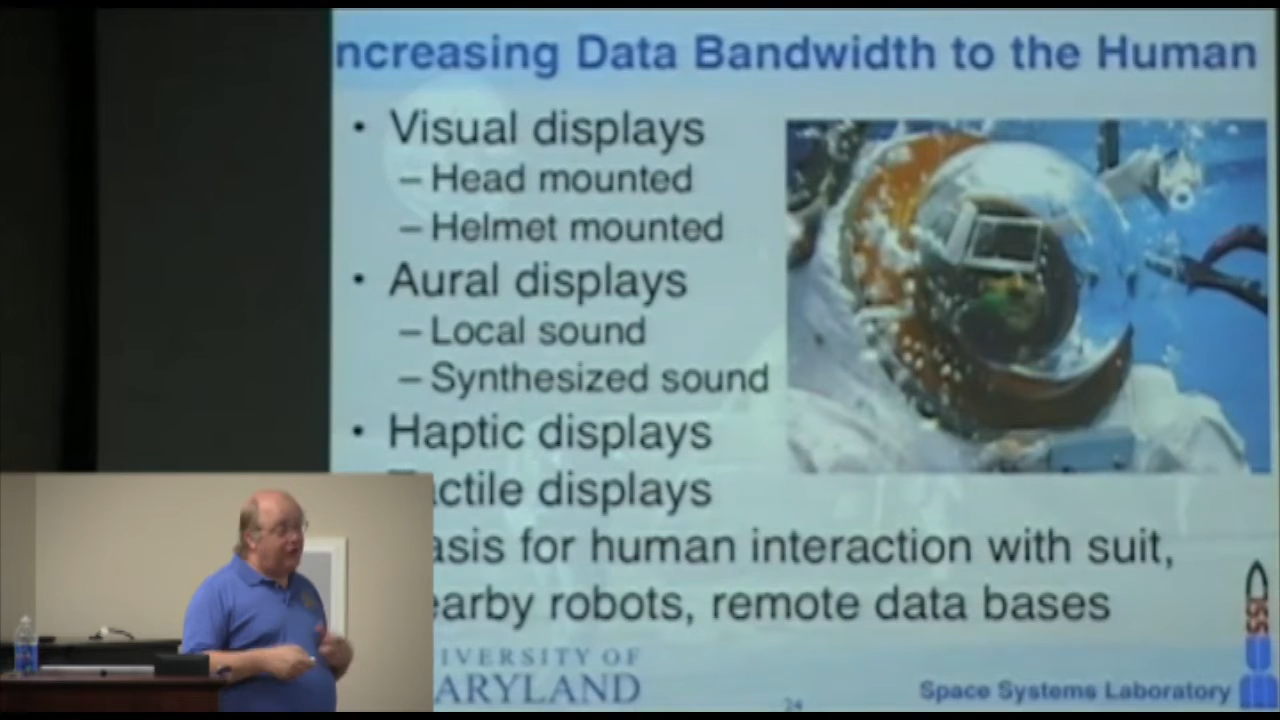 ncreasing Data Bandwidth to the Human
• Visual displays
– Head mounted
– Helmet mounted
• Aural displays
– Local sound
– Synthesized sound
• Haptic displays
Tactile displays
asis for human interaction with suit,
earby robots, remote data bases
IVERSITY OF
ARYLAND
24
Space Systems Laboratory